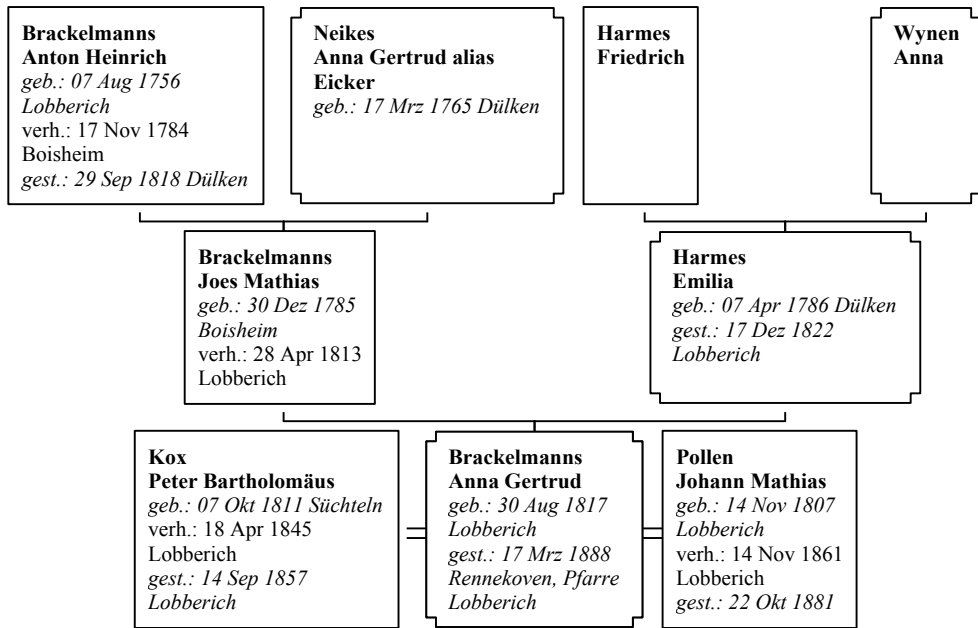 Brackelmanns
Anton Heinrich
geb.: 07 Aug 1756
Lobberich
verh.: 17 Nov 1784
Boisheim
gest.: 29 Sep 1818 Dülken
Neikes
Anna Gertrud alias
Eicker
geb.: 17 Mrz 1765 Dülken
Harmes
Friedrich
Wynen
Anna
Brackelmanns
Joes Mathias
geb.: 30 Dez 1785
Boisheim
verh.: 28 Apr 1813
Lobberich
Harmes
Emilia
geb.: 07 Apr 1786 Dülken
gest.: 17 Dez 1822
Lobberich
Kox
Peter Bartholomäus
geb.: 07 Okt 1811 Süchteln
verh.: 18 Apr 1845
Lobberich
gest.: 14 Sep 1857
Lobberich
Brackelmanns
Anna Gertrud
geb.: 30 Aug 1817
Lobberich
gest.: 17 Mrz 1888
Rennekoven, Pfarre
Lobberich
Pollen
Johann Mathias
geb.: 14 Nov 1807
Lobberich
verh.: 14 Nov 1861
Lobberich
gest.: 22 Okt 1881